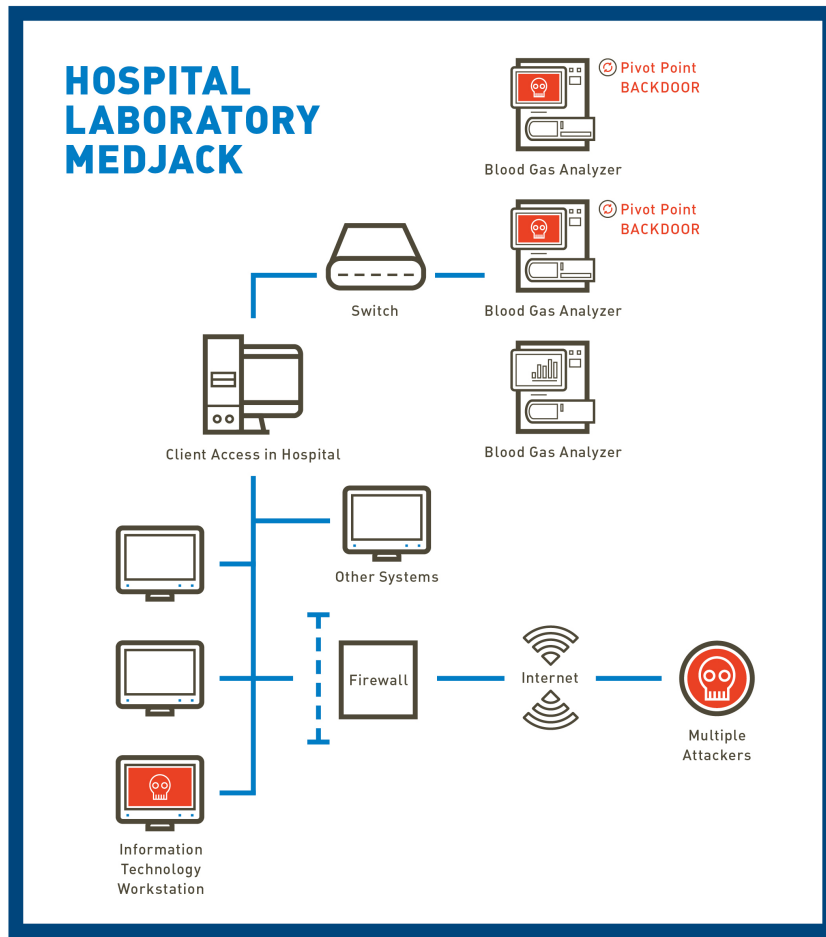 HOSPITAL
LABORATORY
MEDJACK
Pivot Point
BACKDOOR
Blood Gas Analyzer
Pivot Point
BACKDOOR
Switch
Blood Gas Analyzer
Client Access in Hospital
Blood Gas Analyzer
Other Systems
Firewall
Internet
Multiple
Attackers
Information
Technology
Workstation